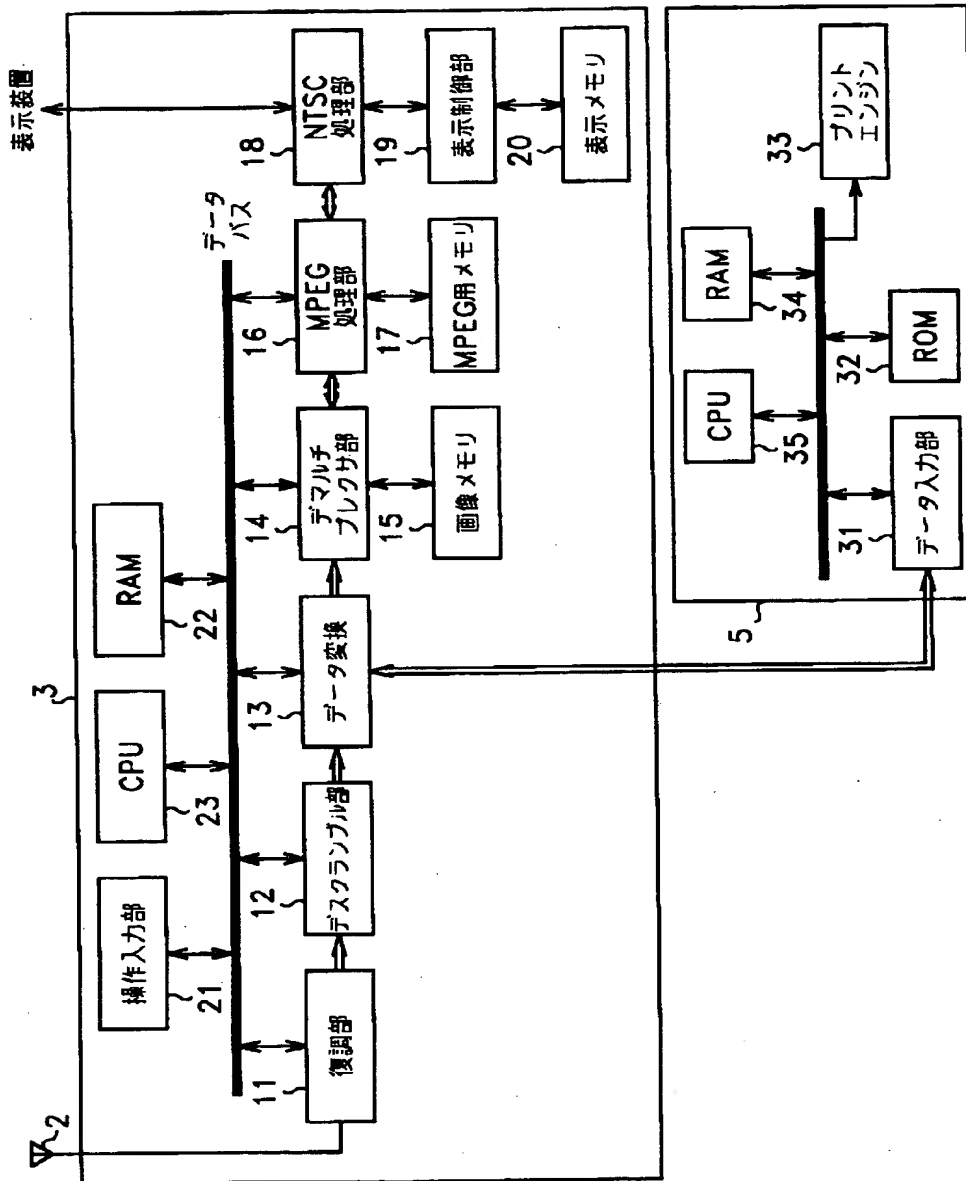 表示装置
3
操作入力部
21
CPU
23
RAM
22
データ
バス
2
復調部
11
デスクランブル部
12
データ変換
13
デマルチ
プレクサ部
14
画像メモリ
15
MPEG
処理部
16
MPEG用メモリ
17
NTSC
処理部
18
表示制御部
19
表示メモリ
20
5
CPU
35
RAM
34
データ入力部
31
ROM
32
プリント
エンジン
33